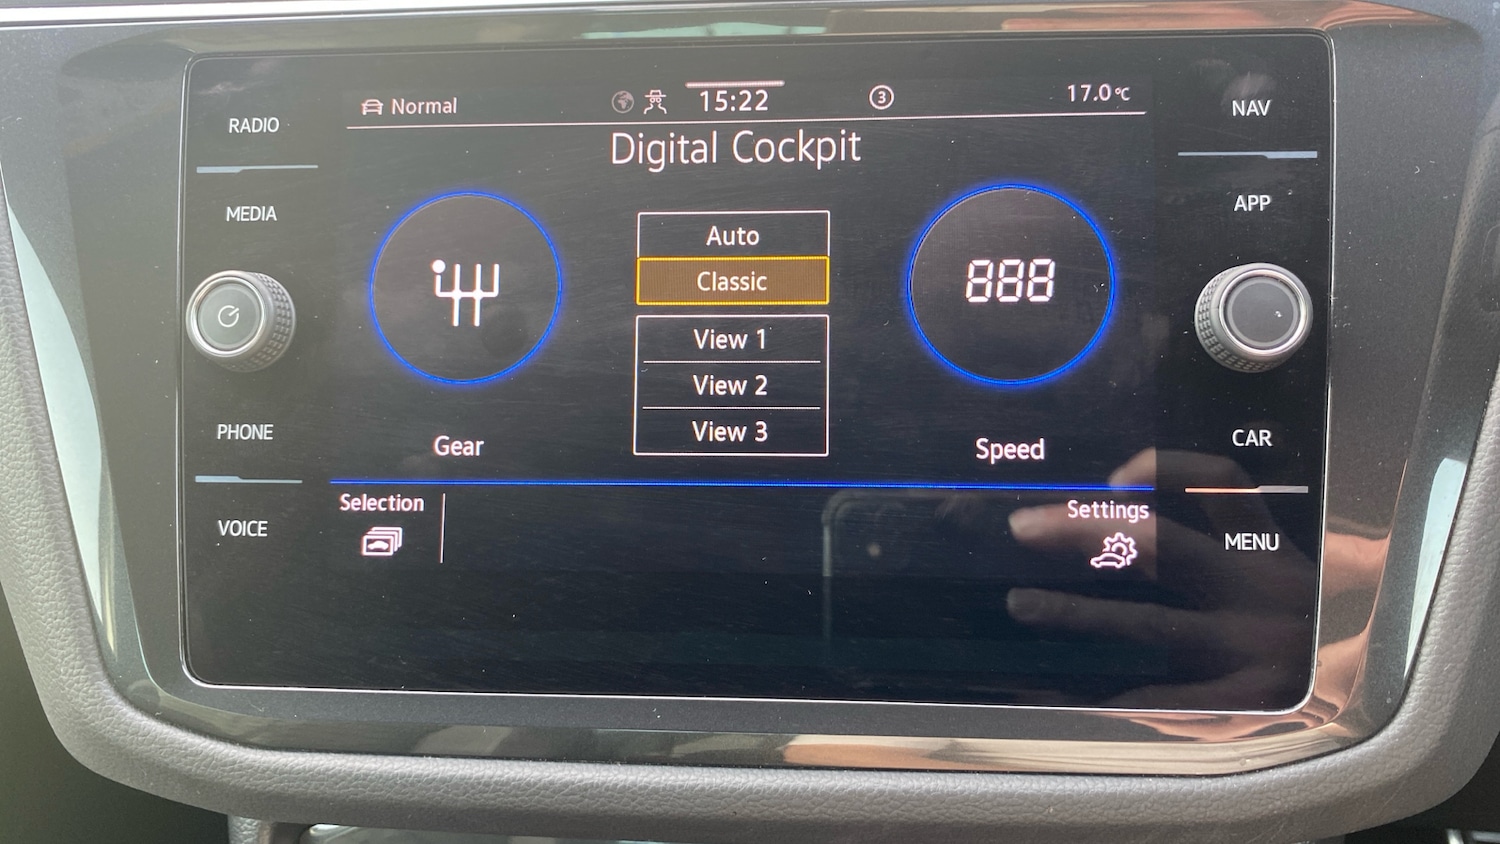 Normal
15:22
3
17.0°C
Digital Cockpit
RADIO
MEDIA
PHONE
VOICE
NAV
APP
CAR
MENU
Auto
Classic
View 1
View 2
View 3
888
Gear
Speed
Selection
Settings